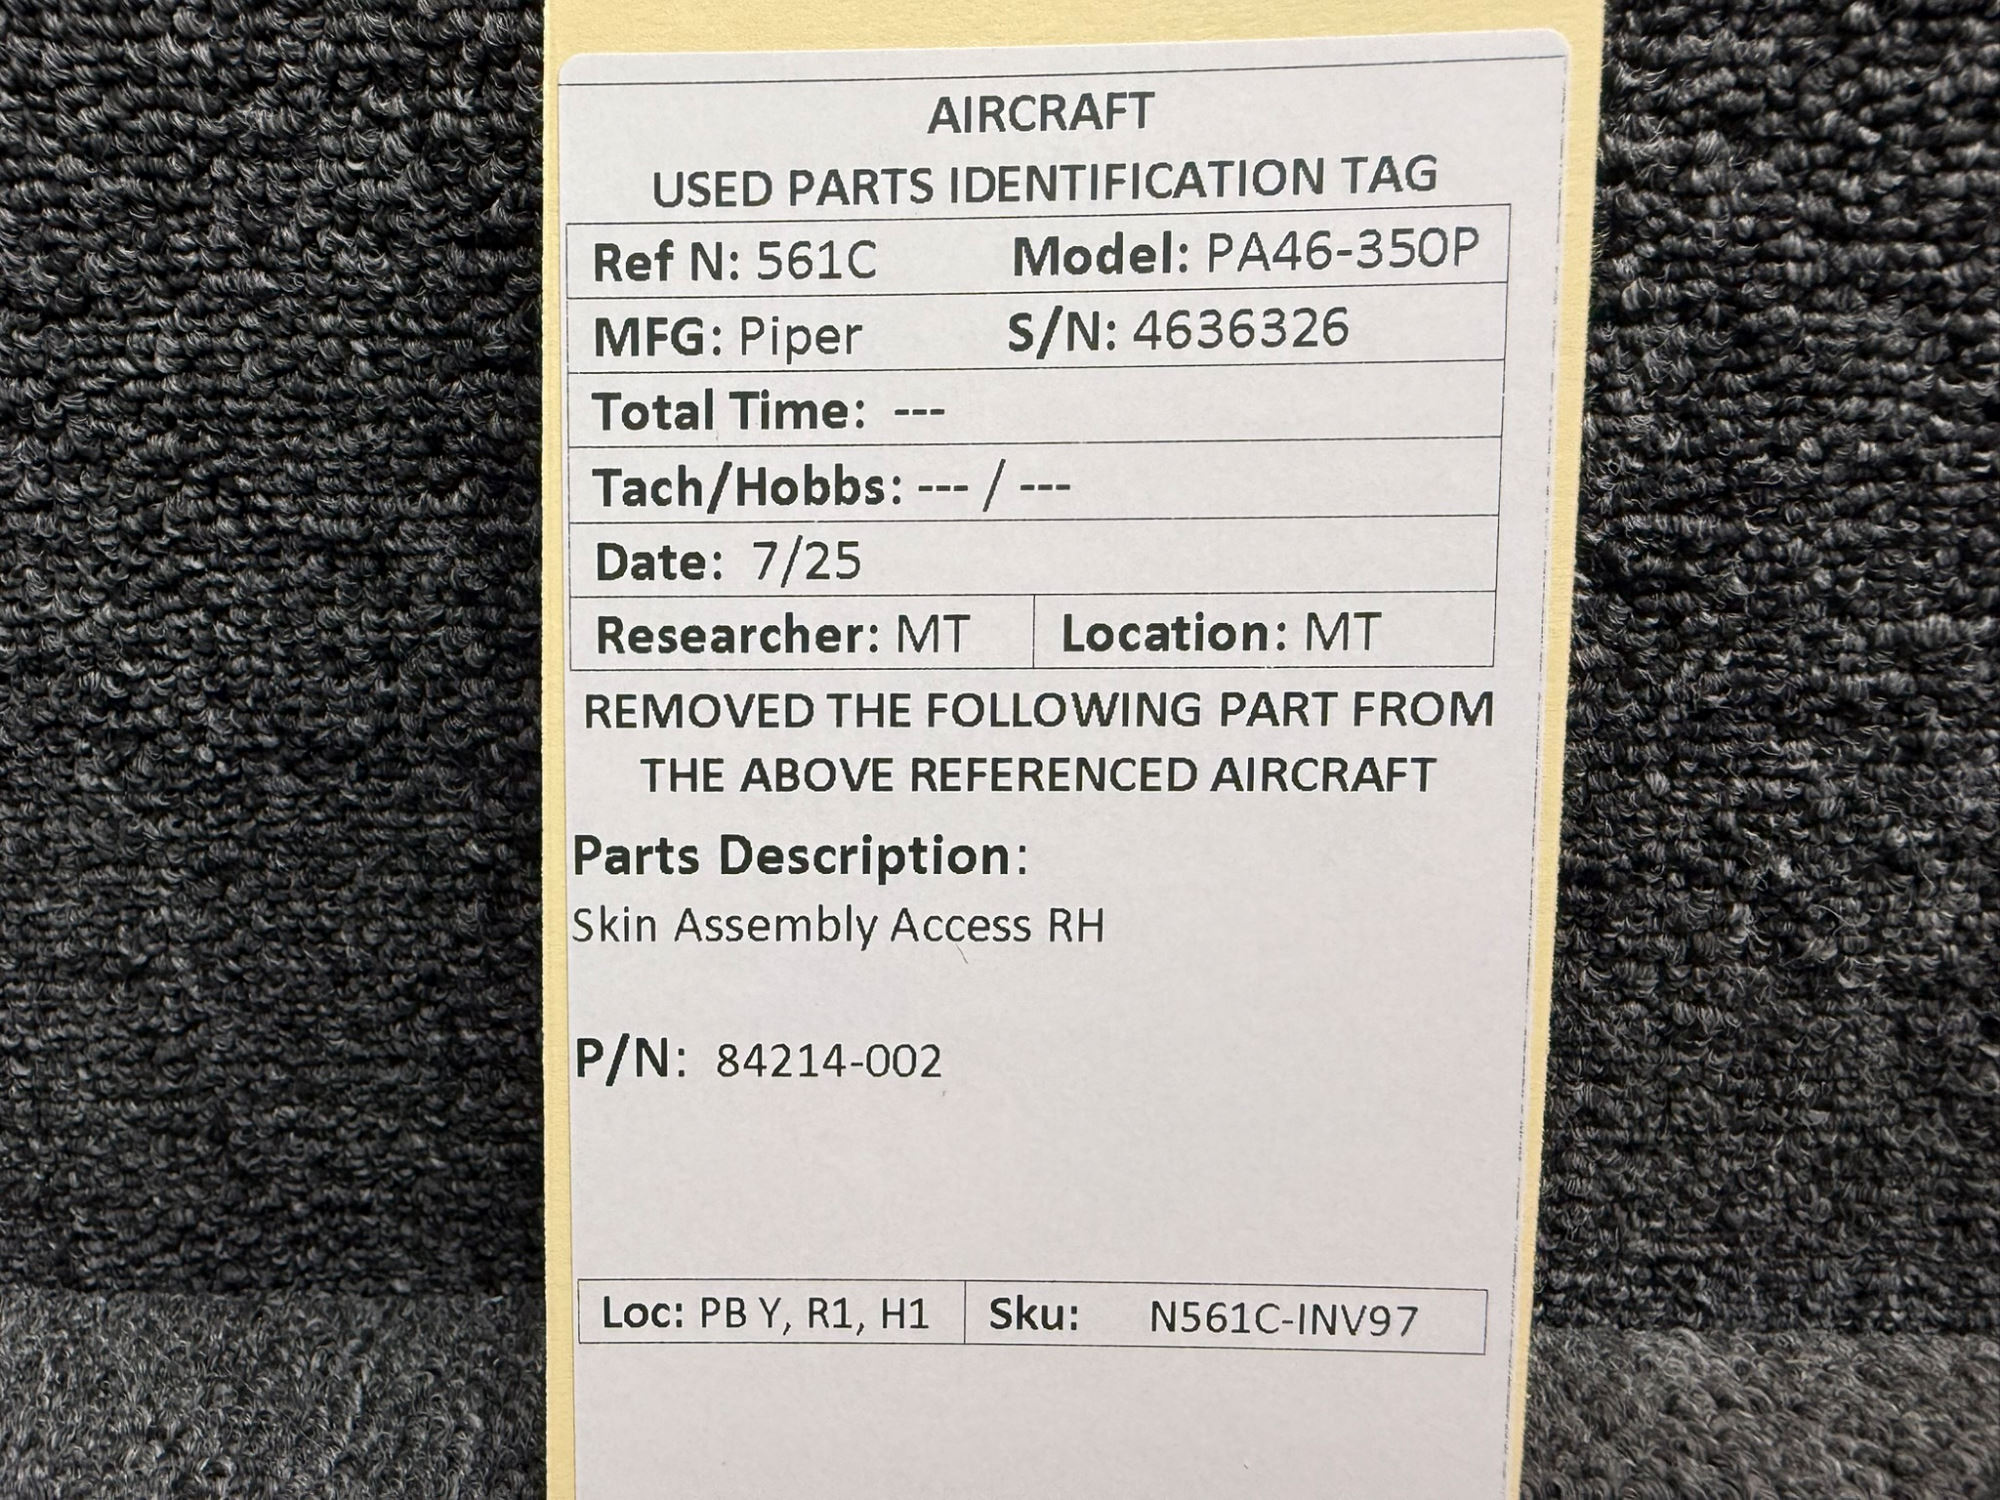 AIRCRAFT
USED PARTS IDENTIFICATION TAG
Ref N: 561C Model: PA46-350P
MFG: Piper S/N: 4636326
Total Time: ---
Tach/Hobbs: --- / ---
Date: 7/25
Researcher: MT Location: MT
REMOVED THE FOLLOWING PART FROM
THE ABOVE REFERENCED AIRCRAFT
Parts Description:
Skin Assembly Access RH
P/N: 84214-002
Loc: PB Y, R1, H1 Sku: N561C-INV97